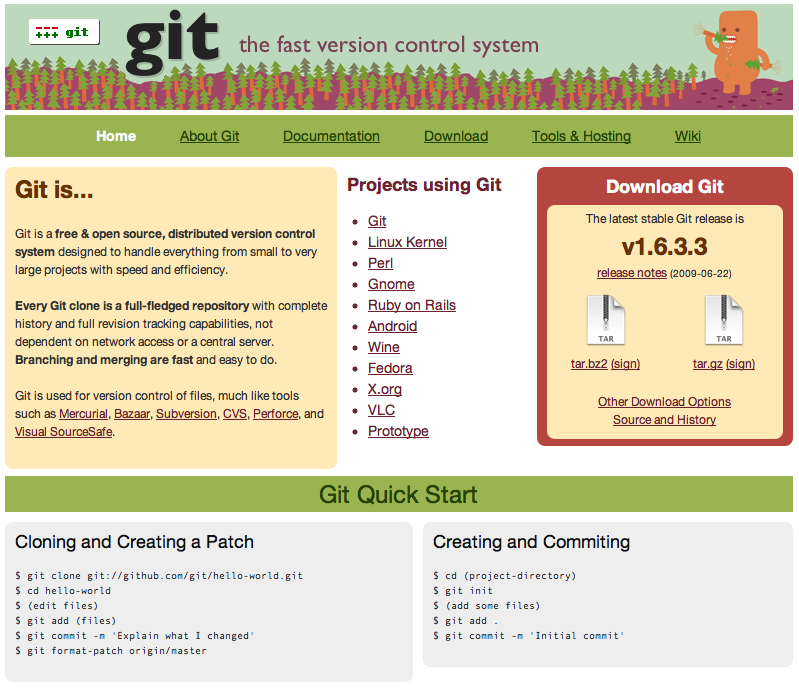 --- git
+++
git the fast version control system
Home About Git Documentation Download Tools & Hosting Wiki
Git is...
Git is a free & open source, distributed version control
system designed to handle everything from small to very
large projects with speed and efficiency.
Every Git clone is a full-fledged repository with complete
history and full revision tracking capabilities, not
dependent on network access or a central server.
Branching and merging are fast and easy to do.
Git is used for version control of files, much like tools
such as Mercurial, Bazaar, Subversion, CVS, Perforce, and
Visual SourceSafe.
Projects using Git
• Git
• Linux Kernel
• Perl
• Gnome
• Ruby on Rails
• Android
• Wine
• Fedora
• X.org
• VLC
• Prototype
Download Git
The latest stable Git release is
v1.6.3.3
release notes (2009-06-22)
TAR TAR
tar.bz2 (sign) tar.gz (sign)
Other Download Options
Source and History
Git Quick Start
Cloning and Creating a Patch
$ git clone git://github.com/git/hello-world.git
$ cd hello-world
$ (edit files)
$ git add (files)
$ git commit -m 'Explain what I changed'
$ git format-patch origin/master
Creating and Commiting
$ cd (project-directory)
$ git init
$ (add some files)
$ git add .
$ git commit -m 'Initial commit'